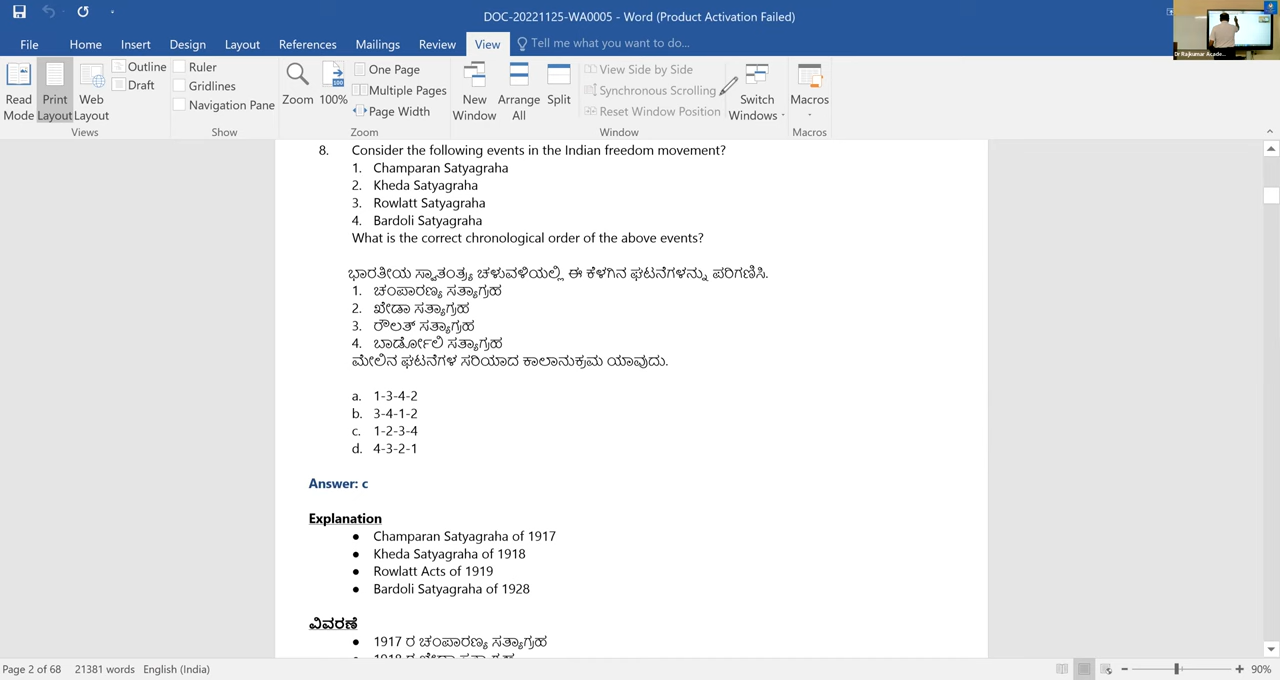 DOC-20221125-WA0005 - Word (Product Activation Failed)
File Home Insert Design Layout References Mailings Review View Tell me what you want to do...
Read Mode Print Layout Web Layout Outline Draft
Views
Ruler
Gridlines
Navigation Pane
Show
Zoom 100% One Page Multiple Pages Page Width
Zoom
New Window Arrange All Split View Side by Side Synchronous Scrolling Reset Window Position Switch Windows
Window
Macros
Macros
Dr Rajkumar Acade...
8. Consider the following events in the Indian freedom movement?
1. Champaran Satyagraha
2. Kheda Satyagraha
3. Rowlatt Satyagraha
4. Bardoli Satyagraha
What is the correct chronological order of the above events?
ಭಾರತೀಯ ಸ್ವಾತಂತ್ರ್ಯ ಚಳುವಳಿಯಲ್ಲಿ ಈ ಕೆಳಗಿನ ಘಟನೆಗಳನ್ನು ಪರಿಗಣಿಸಿ.
1. ಚಂಪಾರಣ್ಯ ಸತ್ಯಾಗ್ರಹ
2. ಖೇಡಾ ಸತ್ಯಾಗ್ರಹ
3. ರೌಲತ್ ಸತ್ಯಾಗ್ರಹ
4. ಬಾರ್ಡೋಲಿ ಸತ್ಯಾಗ್ರಹ
ಮೇಲಿನ ಘಟನೆಗಳ ಸರಿಯಾದ ಕಾಲಾನುಕ್ರಮ ಯಾವುದು.
a. 1-3-4-2
b. 3-4-1-2
c. 1-2-3-4
d. 4-3-2-1
Answer: c
Explanation
● Champaran Satyagraha of 1917
● Kheda Satyagraha of 1918
● Rowlatt Acts of 1919
● Bardoli Satyagraha of 1928
ವಿವರಣೆ
● 1917 ರ ಚಂಪಾರಣ್ಯ ಸತ್ಯಾಗ್ರಹ
● 1918 ರ ಖೇಡಾ ಸತ್ಯಾಗ್ರಹ
Page 2 of 68 21381 words English (India) 90%